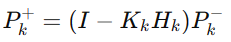 P_k^+ = (I − K_k H_k) P_k^−